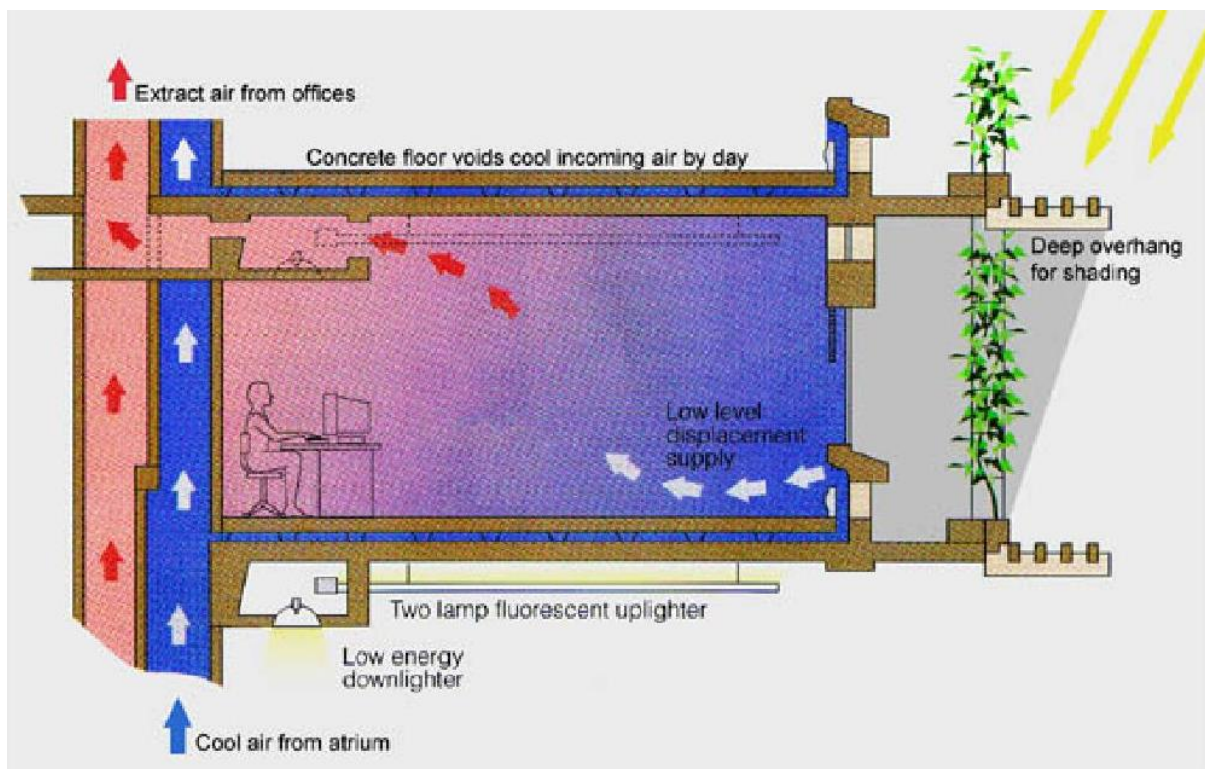 Extract air from offices
Concrete floor voids cool incoming air by day
Deep overhang
for shading
Low level
displacement
supply
Two lamp fluorescent uplighter
Low energy
downlighter
Cool air from atrium